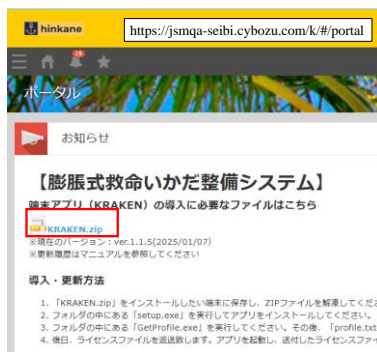 hinkane
https://jsmqa-seibi.cybozu.com/k/#/portal
19
ポータル
お知らせ
【膨脹式救命いかだ整備システム】
端末アプリ（KRAKEN）の導入に必要なファイルはこちら
KRAKEN.zip
※現在のバージョン：ver.1.1.5(2025/01/07)
※更新履歴はマニュアルを参照してください
導入・更新方法
1. 「KRAKEN.zip」をインストールしたい端末に保存し、ZIPファイルを解凍してくだ
2. フォルダの中にある「setup.exe」を実行してアプリをインストールしてください。
3. フォルダの中にある「GetProfile.exe」を実行してください。その後、「profile.txt
4. 後日、ライセンスファイルを返送致します。アプリを起動し、送付したライセンスファイ